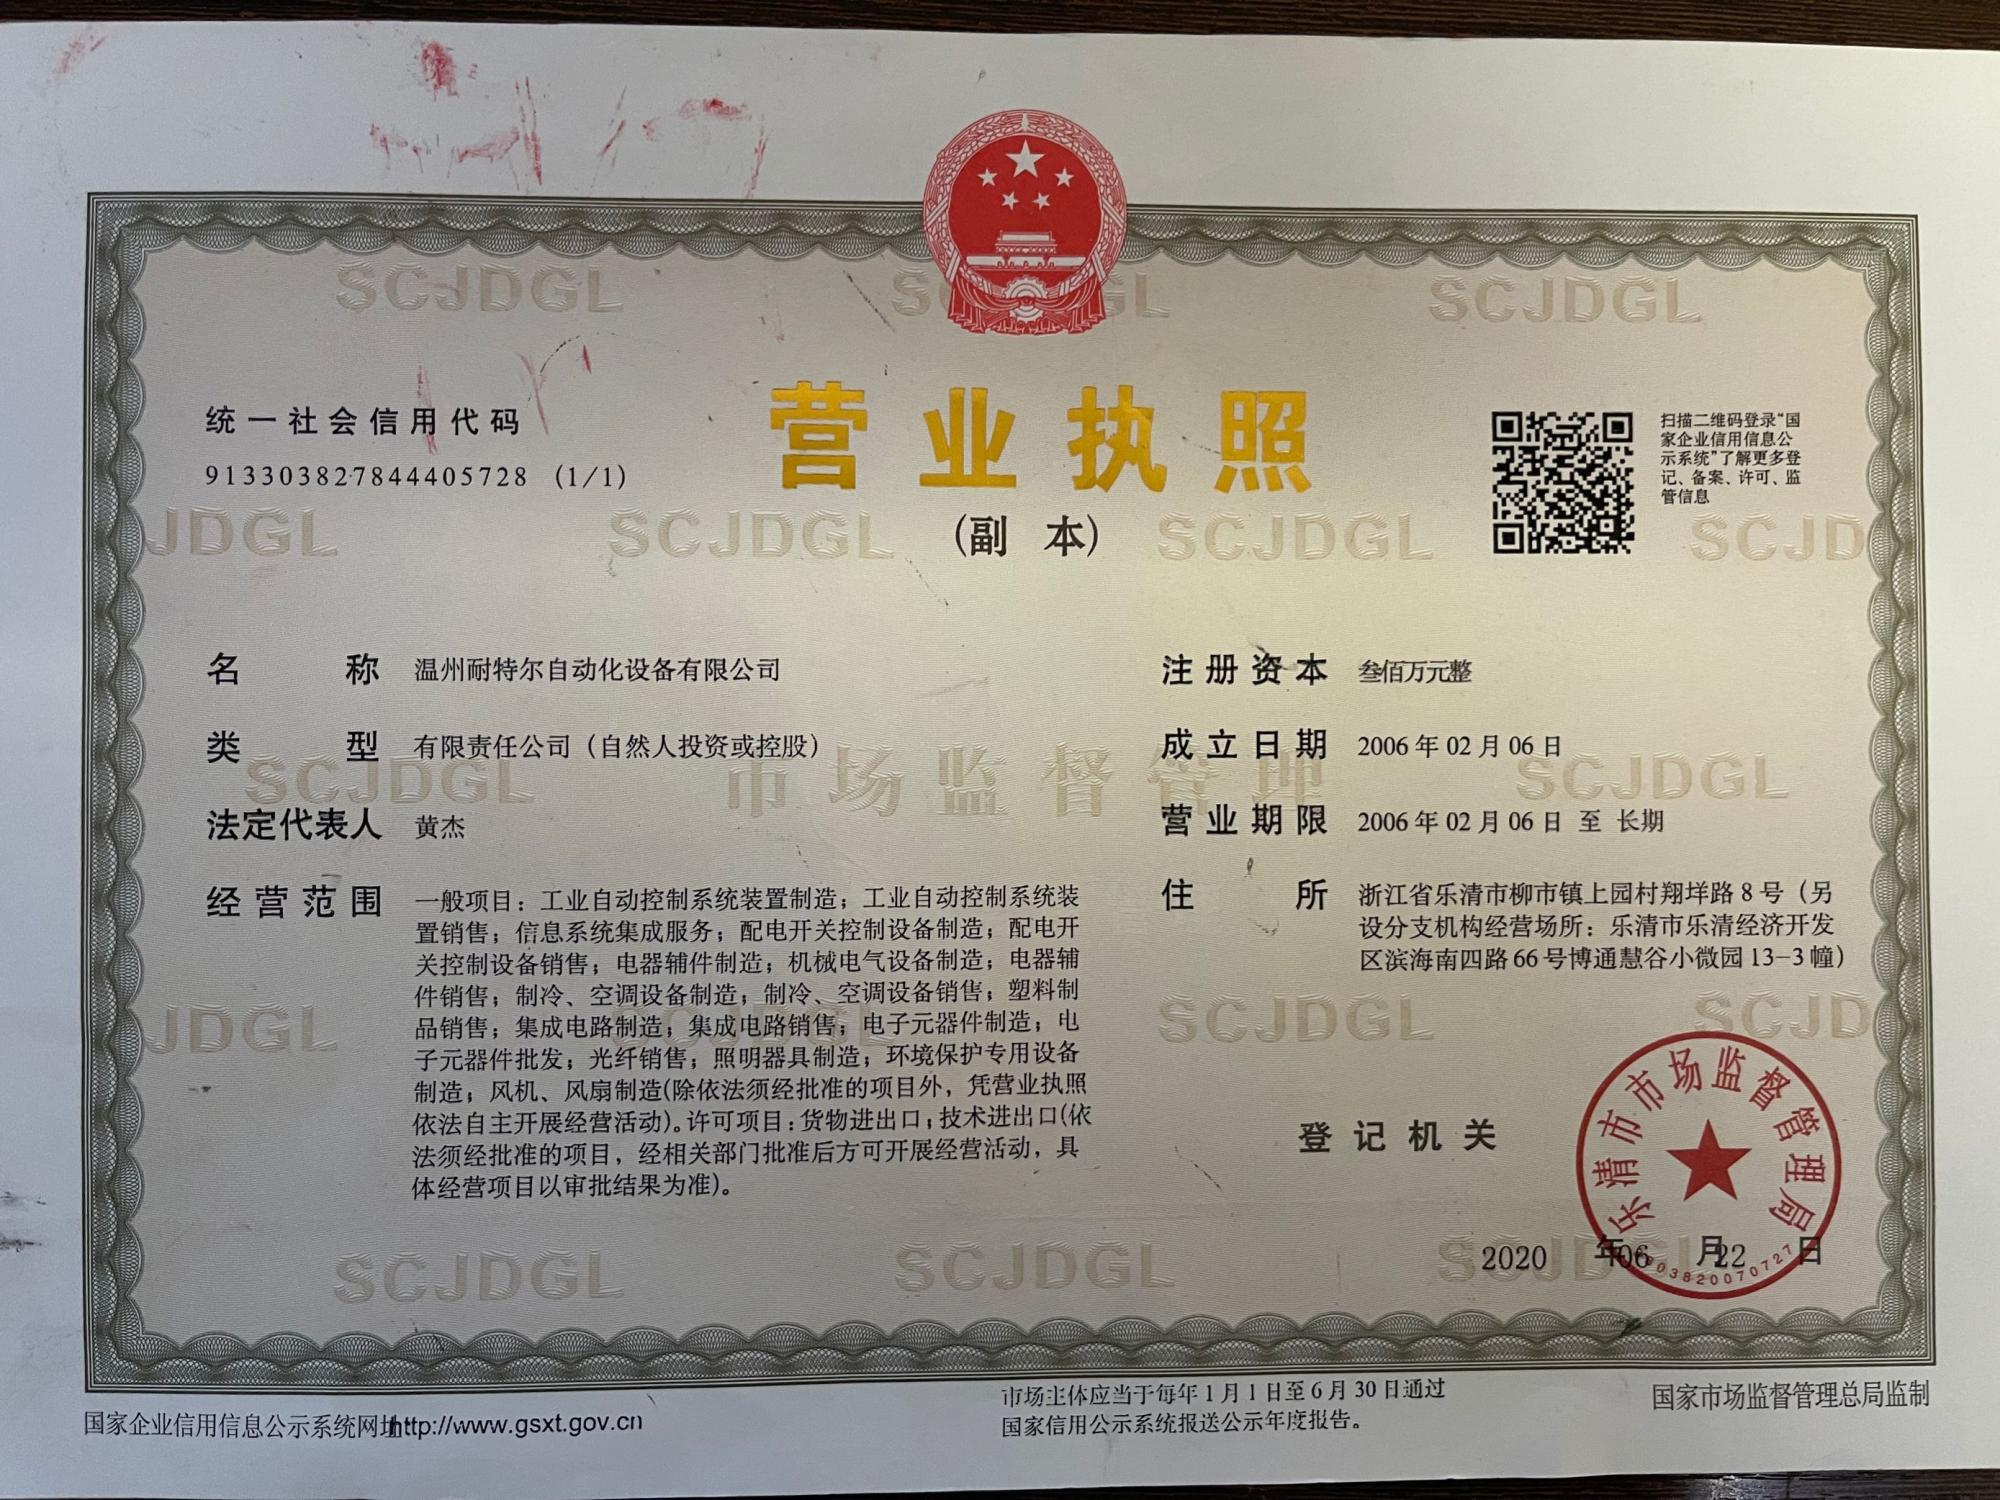 营业执照
(副 本)
统一社会信用代码
913303827844405728 (1/1)
扫描二维码登录"国
家企业信用信息公
示系统"了解更多登
记、备案、许可、监
管信息
名 称 温州耐特尔自动化设备有限公司
类 型 有限责任公司（自然人投资或控股）
法定代表人 黄杰
经营范围 一般项目：工业自动控制系统装置制造；工业自动控制系统装
置销售；信息系统集成服务；配电开关控制设备制造；配电开
关控制设备销售；电器辅件制造；机械电气设备制造；电器辅
件销售；制冷、空调设备制造；制冷、空调设备销售；塑料制
品销售；集成电路制造；集成电路销售；电子元器件制造；电
子元器件批发；光纤销售；照明器具制造；环境保护专用设备
制造；风机、风扇制造(除依法须经批准的项目外，凭营业执照
依法自主开展经营活动)。许可项目：货物进出口；技术进出口(依
法须经批准的项目，经相关部门批准后方可开展经营活动，具
体经营项目以审批结果为准)。
注册资本 叁佰万元整
成立日期 2006 年 02 月 06 日
营业期限 2006 年 02 月 06 日 至 长期
住 所 浙江省乐清市柳市镇上园村翔垟路 8 号（另
设分支机构经营场所：乐清市乐清经济开发
区滨海南四路 66 号博通慧谷小微园 13-3 幢）
登记机关
乐清市市场监督管理局
2020 年 06 月 22 日
SCJDGL
市场监督管理
国家企业信用信息公示系统网址http://www.gsxt.gov.cn
市场主体应当于每年 1 月 1 日至 6 月 30 日通过
国家信用公示系统报送公示年度报告。
国家市场监督管理总局监制